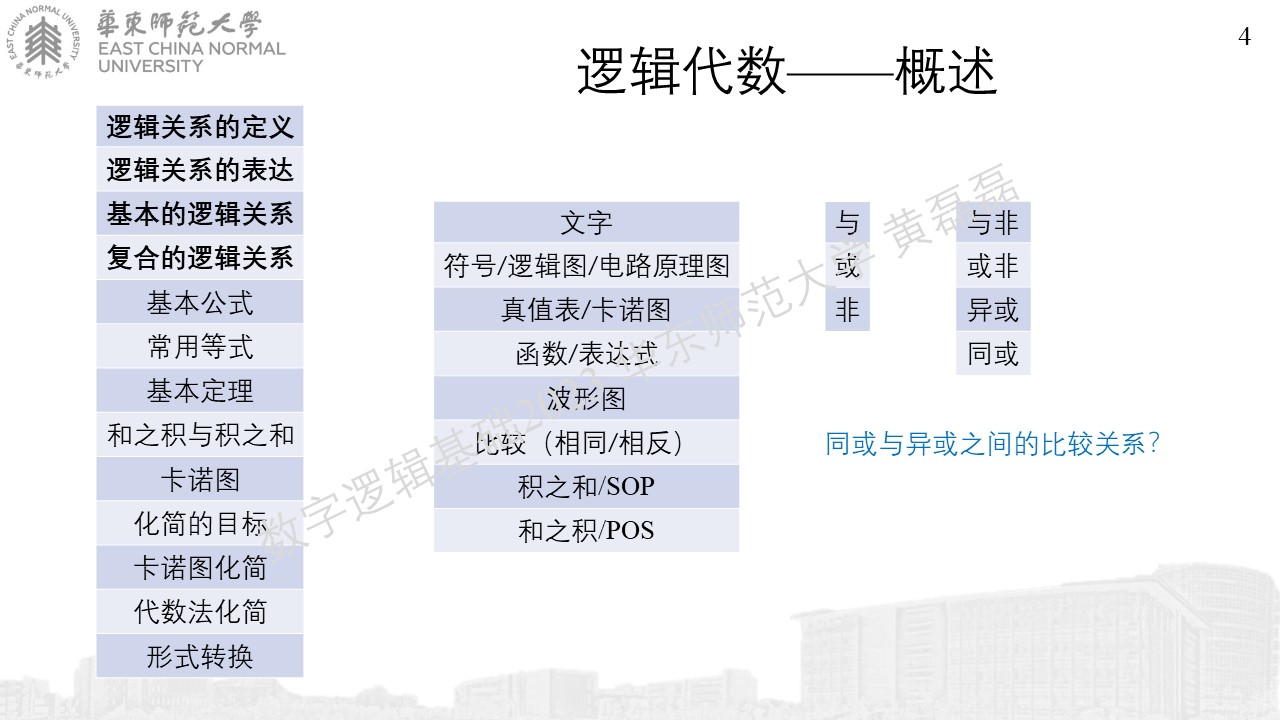 華東師范大學
EAST CHINA NORMAL
UNIVERSITY
EAST CHINA NORMAL UNIVERSITY
華東師范大學
4
逻辑代数——概述
逻辑关系的定义
逻辑关系的表达
基本的逻辑关系
复合的逻辑关系
基本公式
常用等式
基本定理
和之积与积之和
卡诺图
化简的目标
卡诺图化简
代数法化简
形式转换
文字
符号/逻辑图/电路原理图
真值表/卡诺图
函数/表达式
波形图
比较（相同/相反）
积之和/SOP
和之积/POS
与
或
非
与非
或非
异或
同或
同或与异或之间的比较关系？
数字逻辑基础2023 华东师范大学 黄磊磊